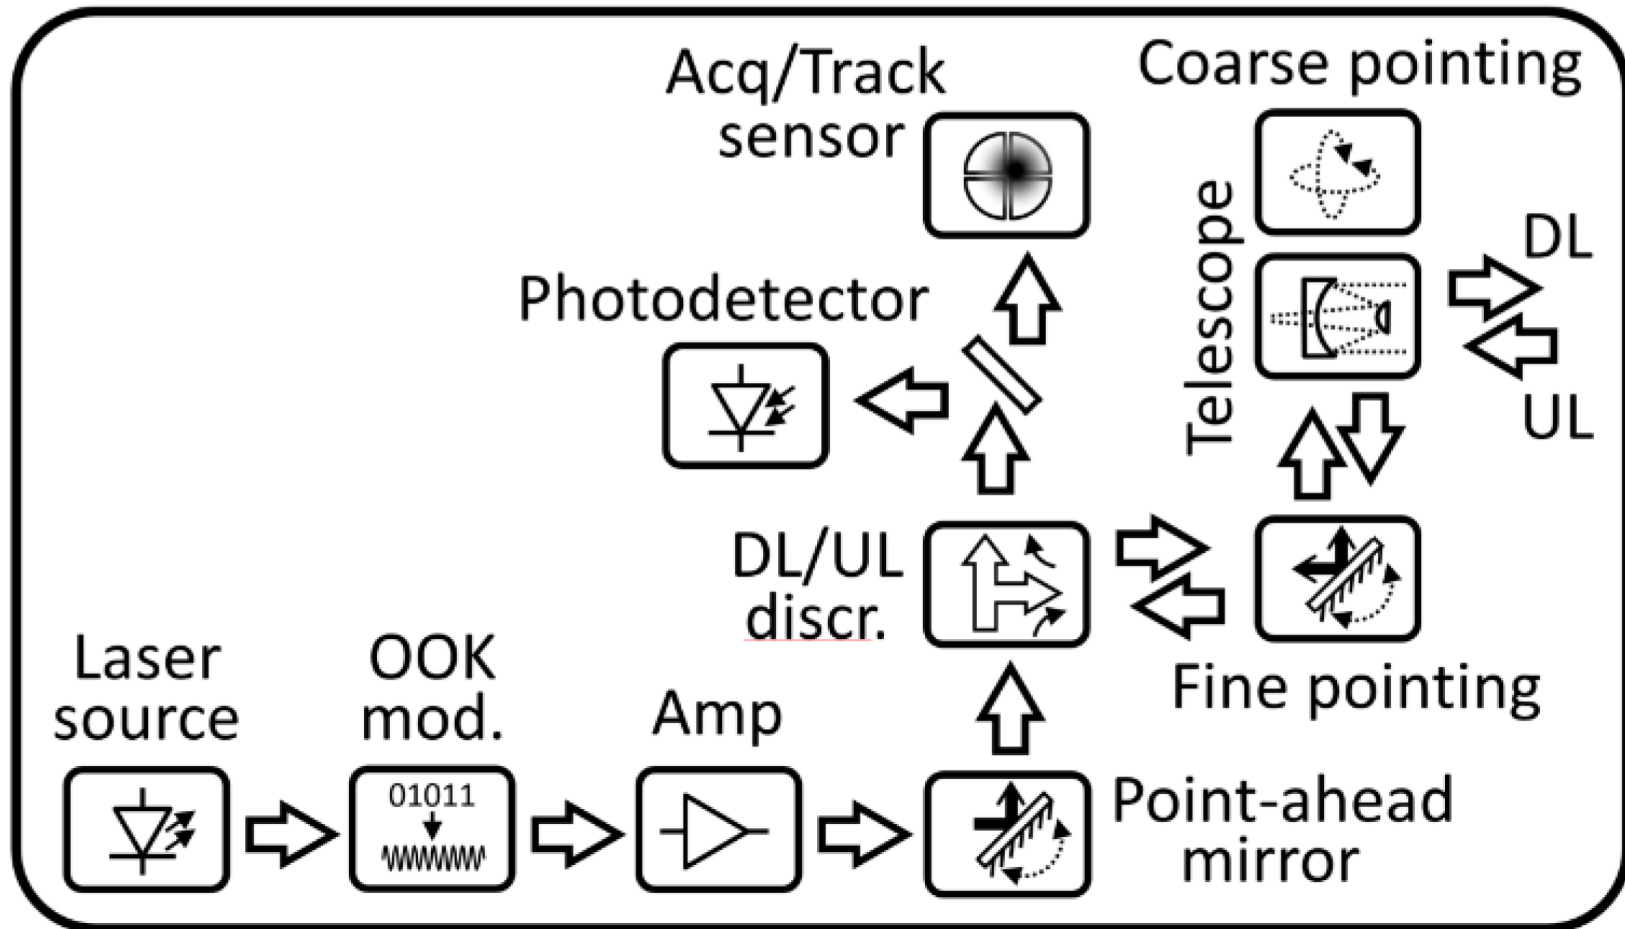 Acq/Track
sensor
Coarse pointing
Telescope
DL
UL
Photodetector
DL/UL
discr.
Fine pointing
Laser
source
OOK
mod.
01011
Amp
Point-ahead
mirror